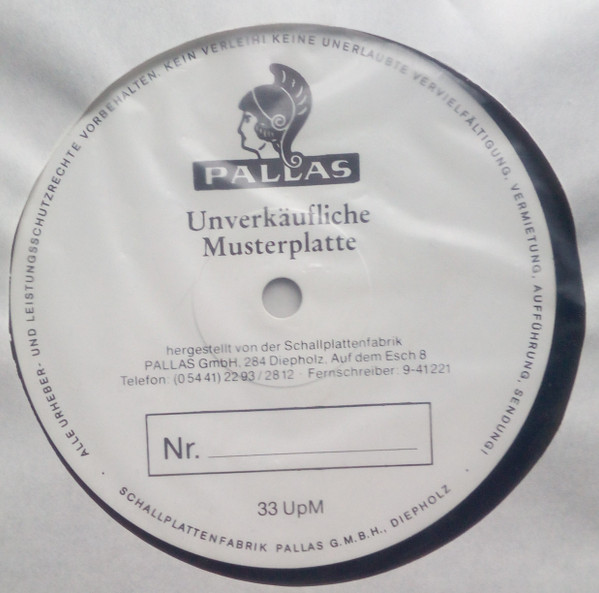 ALLE URHEBER- UND LEISTUNGSSCHUTZRECHTE VORBEHALTEN. KEIN VERLEIH! KEINE UNERLAUBTE VERVIELFÄLTIGUNG, VERMIETUNG, AUFFÜHRUNG, SENDUNG!
PALLAS
Unverkäufliche
Musterplatte
hergestellt von der Schallplattenfabrik
PALLAS GmbH, 284 Diepholz, Auf dem Esch 8
Telefon: (05441) 2293/2812 · Fernschreiber: 9-41221
Nr.
33 UpM
· SCHALLPLATTENFABRIK PALLAS G.M.B.H., DIEPHOLZ ·